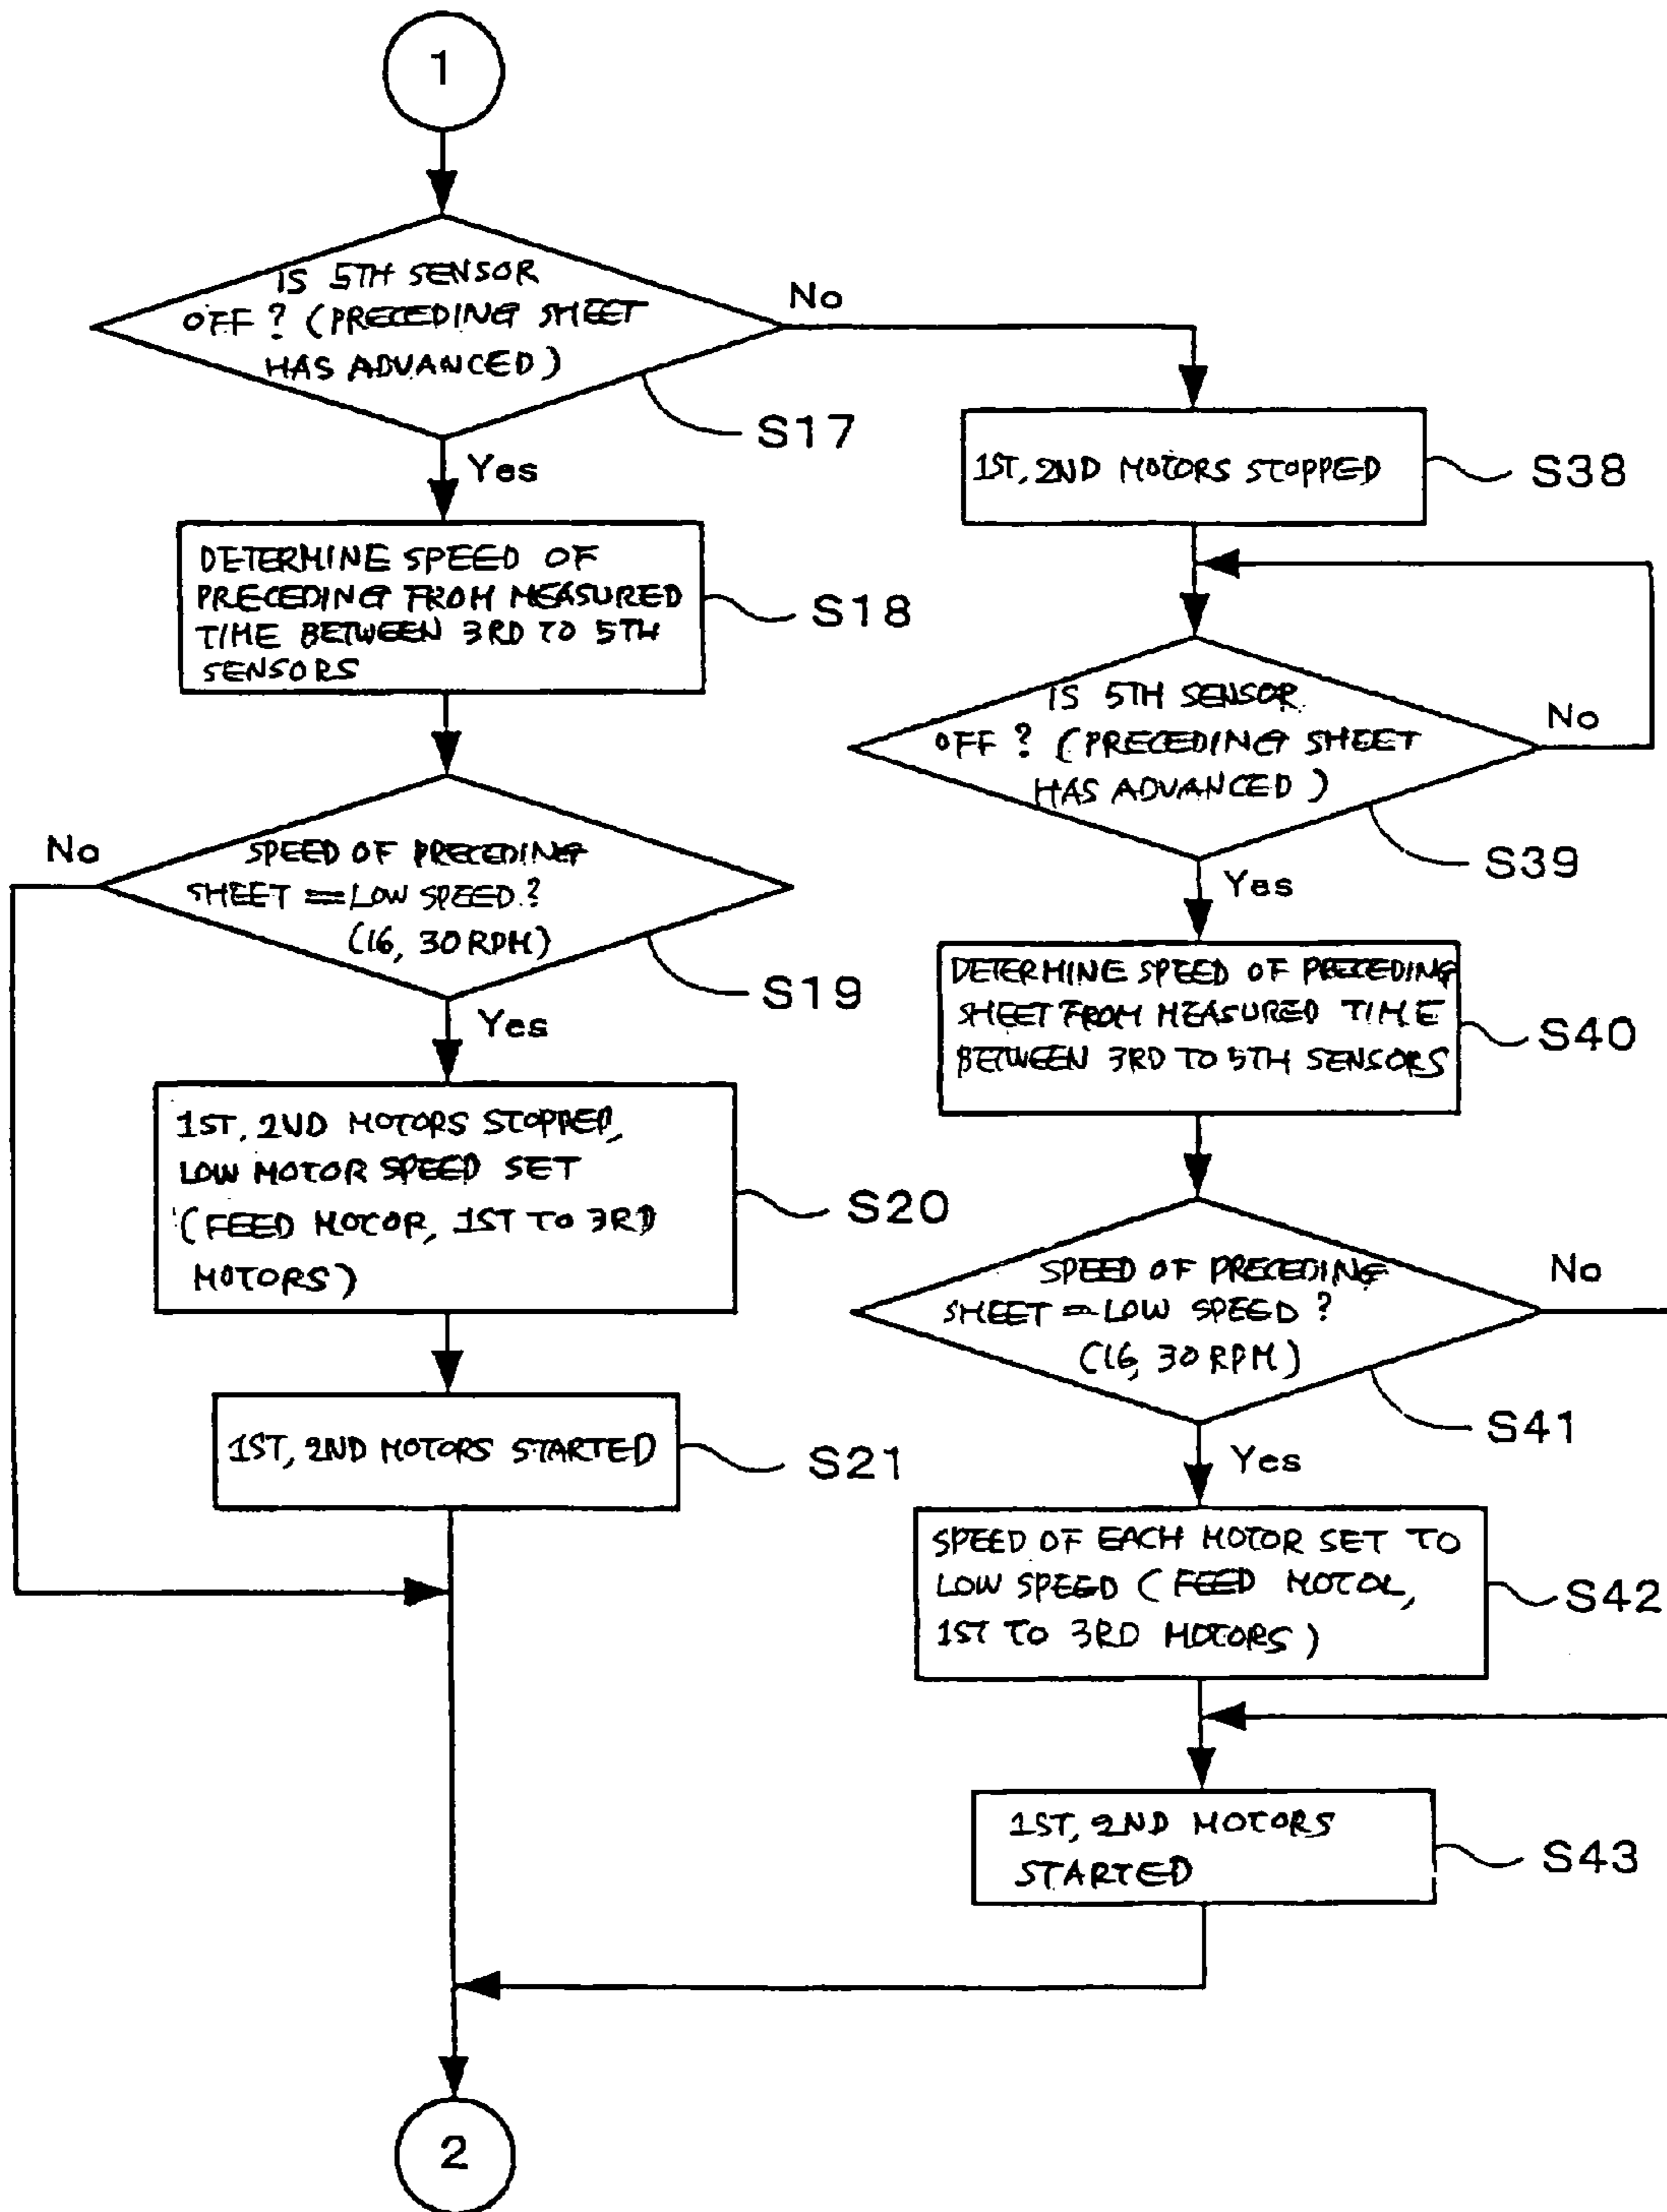 1
IS 5TH SENSOR
OFF? (PRECEDING SHEET
HAS ADVANCED)
No
S17
Yes
DETERMINE SPEED OF
PRECEDING FROM MEASURED
TIME BETWEEN 3RD TO 5TH
SENSORS
S18
SPEED OF PRECEDING
SHEET = LOW SPEED?
(16, 30 RPM)
No
S19
Yes
1ST, 2ND MOTORS STOPPED,
LOW MOTOR SPEED SET
(FEED MOTOR, 1ST TO 3RD
MOTORS)
S20
1ST, 2ND MOTORS STARTED
S21
1ST, 2ND MOTORS STOPPED
S38
IS 5TH SENSOR
OFF? (PRECEDING SHEET
HAS ADVANCED)
No
S39
Yes
DETERMINE SPEED OF PRECEDING
SHEET FROM MEASURED TIME
BETWEEN 3RD TO 5TH SENSORS
S40
SPEED OF PRECEDING
SHEET = LOW SPEED?
(16, 30 RPM)
No
S41
Yes
SPEED OF EACH MOTOR SET TO
LOW SPEED (FEED MOTOR,
1ST TO 3RD MOTORS)
S42
1ST, 2ND MOTORS
STARTED
S43
2